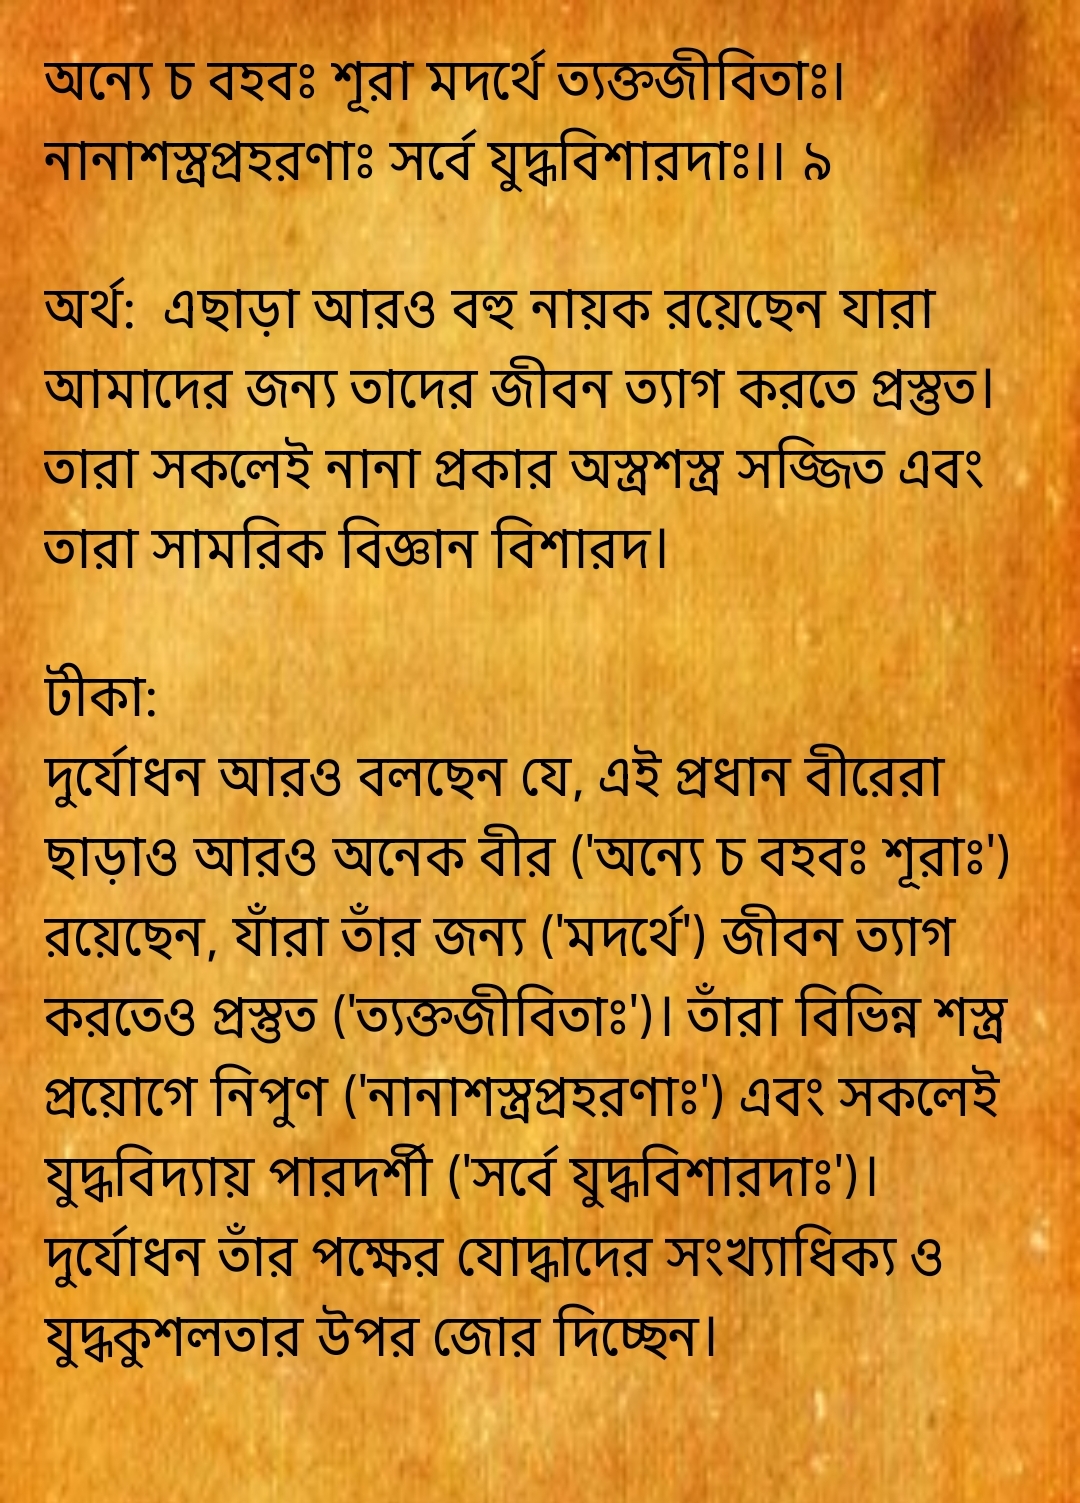 অন্যে চ বহবঃ শূরা মদর্থে ত্যক্তজীবিতাঃ।
নানাশস্ত্রপ্রহরণাঃ সর্বে যুদ্ধবিশারদাঃ।। ৯
অর্থ: এছাড়া আরও বহু নায়ক রয়েছেন যারা
আমাদের জন্য তাদের জীবন ত্যাগ করতে প্রস্তুত।
তারা সকলেই নানা প্রকার অস্ত্রশস্ত্র সজ্জিত এবং
তারা সামরিক বিজ্ঞান বিশারদ।
টীকা:
দুর্যোধন আরও বলছেন যে, এই প্রধান বীরেরা
ছাড়াও আরও অনেক বীর ('অন্যে চ বহবঃ শূরাঃ')
রয়েছেন, যাঁরা তাঁর জন্য ('মদর্থে') জীবন ত্যাগ
করতেও প্রস্তুত ('ত্যক্তজীবিতাঃ')। তাঁরা বিভিন্ন শস্ত্র
প্রয়োগে নিপুণ ('নানাশস্ত্রপ্রহরণাঃ') এবং সকলেই
যুদ্ধবিদ্যায় পারদর্শী ('সর্বে যুদ্ধবিশারদাঃ')।
দুর্যোধন তাঁর পক্ষের যোদ্ধাদের সংখ্যাধিক্য ও
যুদ্ধকুশলতার উপর জোর দিচ্ছেন।